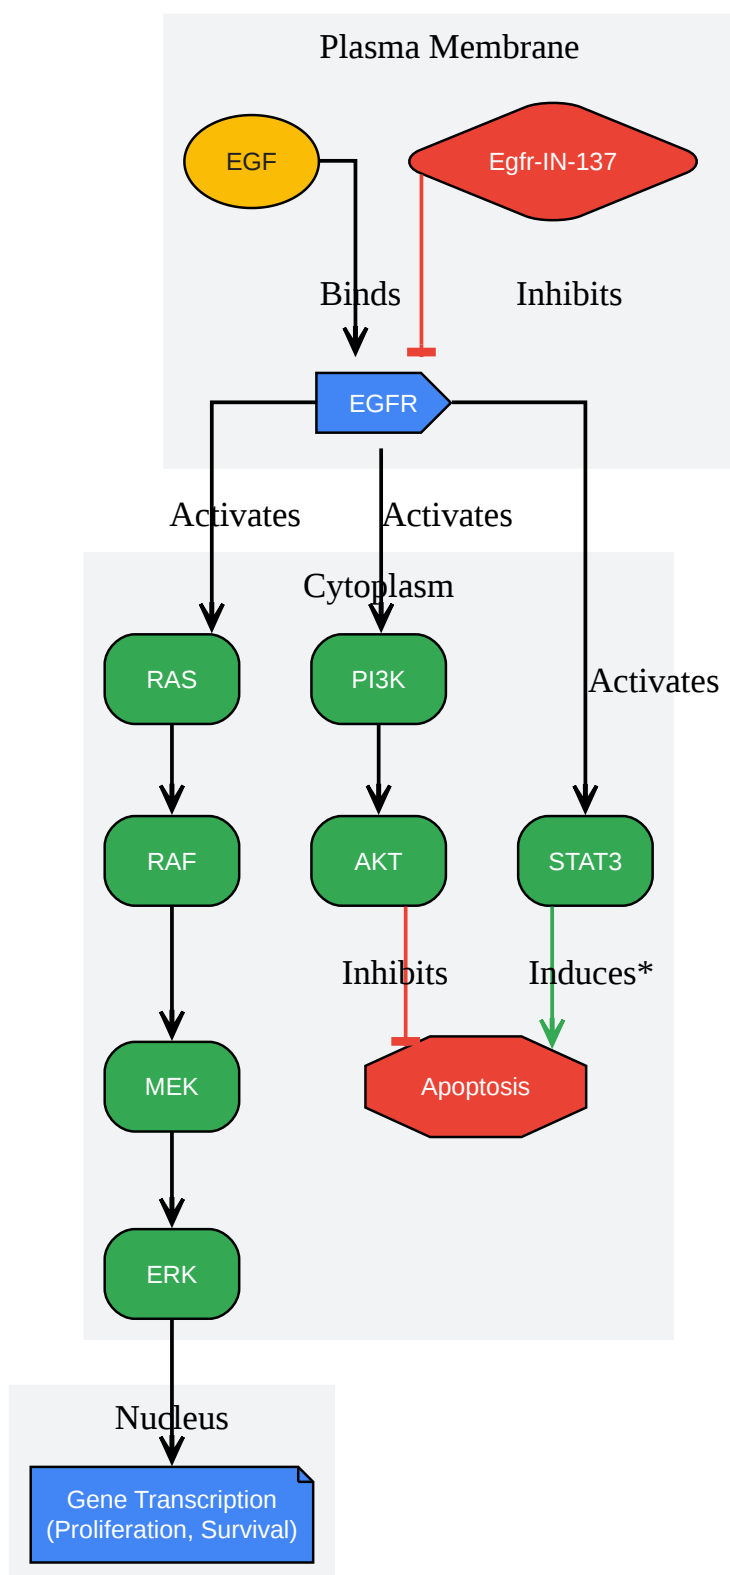 Plasma Membrane
EGF
Egfr-IN-137
Binds
Inhibits
EGFR
Activates
Activates
Cytoplasm
RAS
PI3K
Activates
RAF
AKT
STAT3
Inhibits
Induces*
MEK
Apoptosis
ERK
Nucleus
Gene Transcription
(Proliferation, Survival)